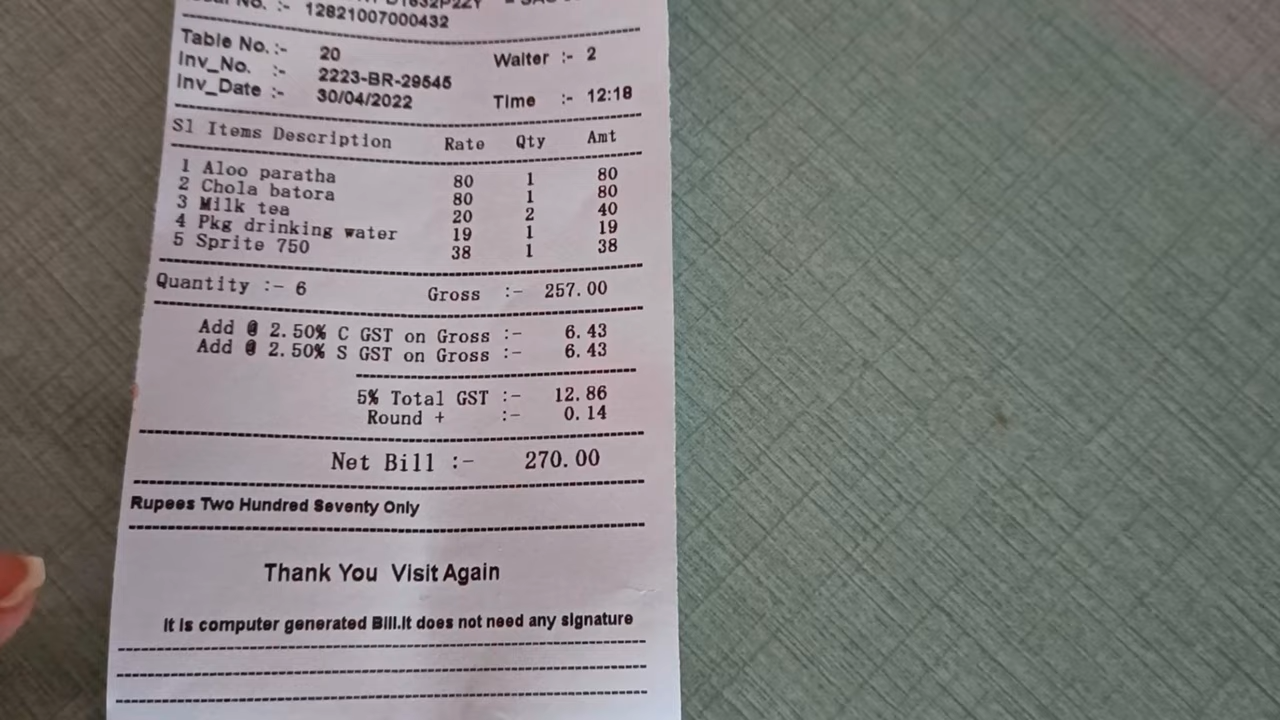 No. :- 12821007000432
Table No.:- 20 Waiter :- 2
Inv_No. :- 2223-BR-29545
Inv_Date :- 30/04/2022 Time :- 12:18
Sl Items Description Rate Qty Amt
1 Aloo paratha 80 1 80
2 Chola batora 80 1 80
3 Milk tea 20 2 40
4 Pkg drinking water 19 1 19
5 Sprite 750 38 1 38
Quantity :- 6 Gross :- 257.00
Add @ 2.50% C GST on Gross :- 6.43
Add @ 2.50% S GST on Gross :- 6.43
5% Total GST :- 12.86
Round + :- 0.14
Net Bill :- 270.00
Rupees Two Hundred Seventy Only
Thank You Visit Again
It is computer generated Bill.It does not need any signature